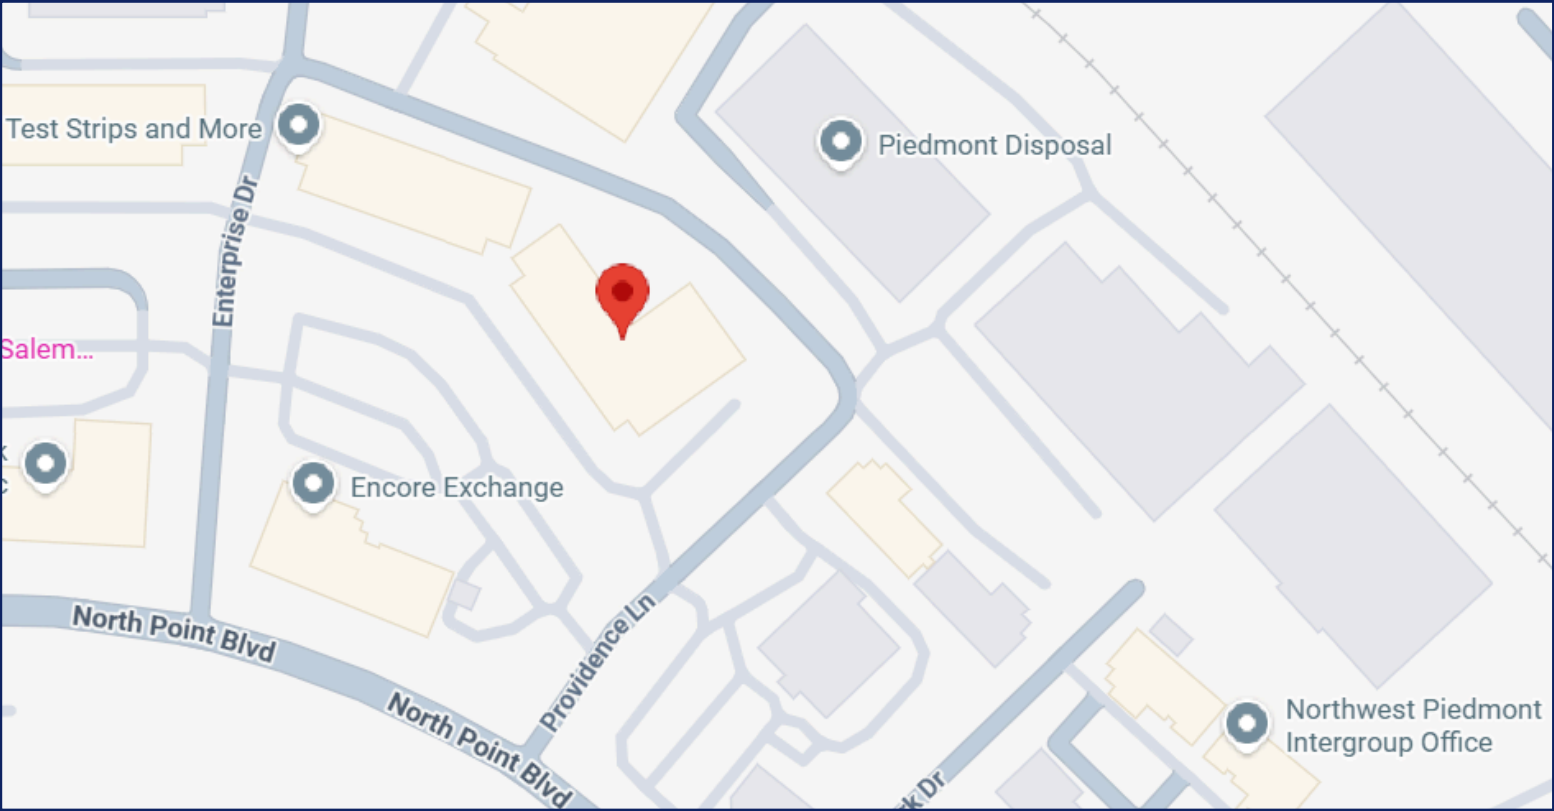 Test Strips and More
Piedmont Disposal
Enterprise Dr
Salem...
k
c
Encore Exchange
North Point Blvd
Providence Ln
North Point Blvd
Northwest Piedmont
Intergroup Office
rk Dr